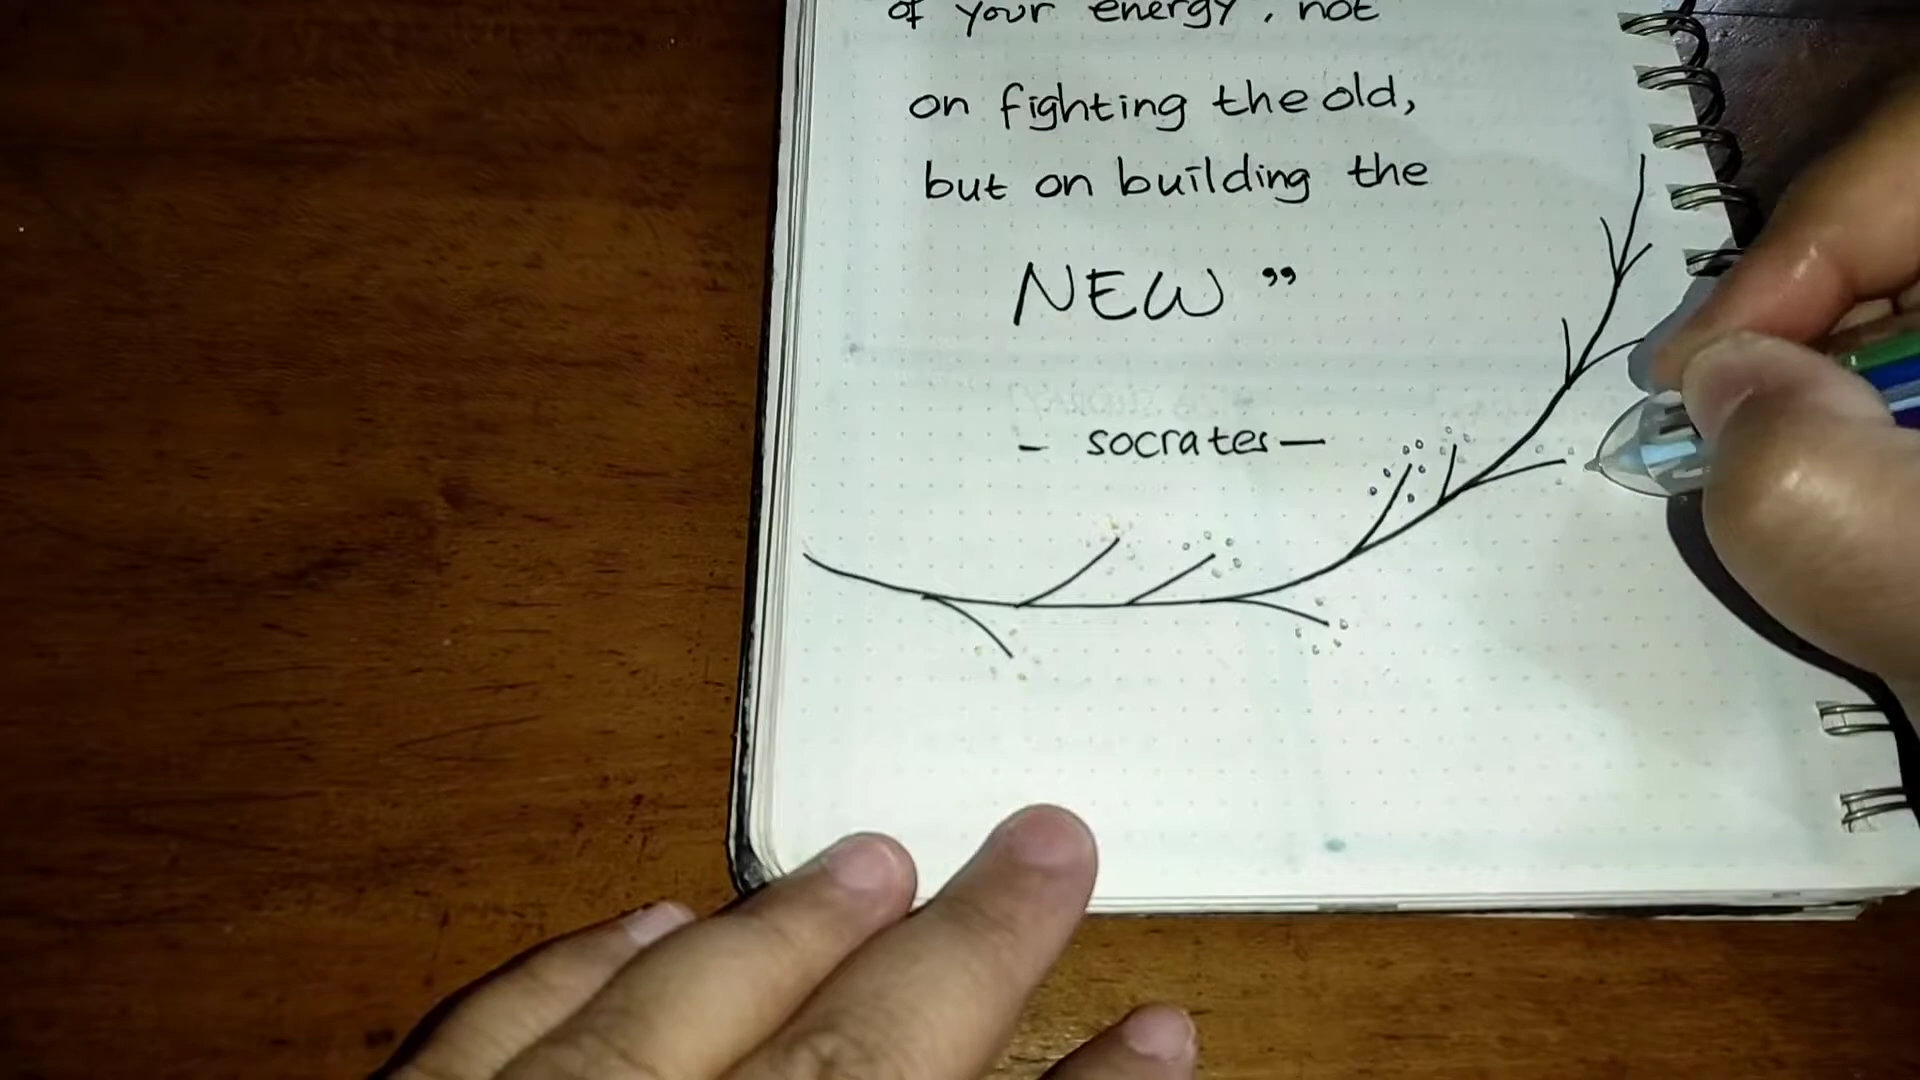 of your energy, not
on fighting the old,
but on building the
NEW ”
- socrates —